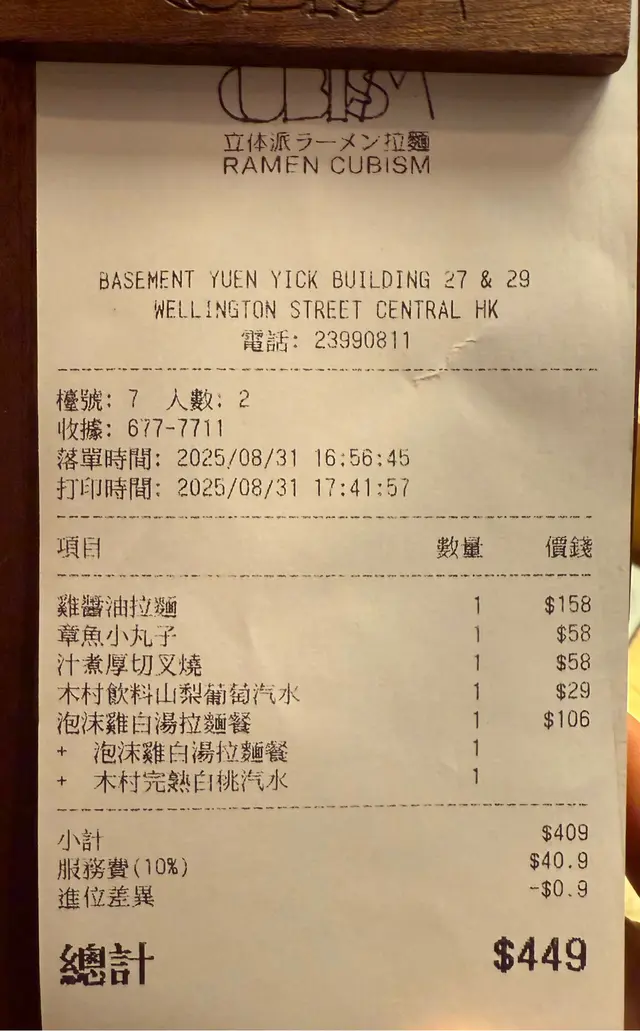 CUBISM
立体派ラーメン拉麵
RAMEN CUBISM
BASEMENT YUEN YICK BUILDING 27 & 29
WELLINGTON STREET CENTRAL HK
電話: 23990811
檯號: 7 人數: 2
收據: 677-7711
落單時間: 2025/08/31 16:56:45
打印時間: 2025/08/31 17:41:57
項目 數量 價錢
雞醬油拉麵 1 $158
章魚小丸子 1 $58
汁煮厚切叉燒 1 $58
木村飲料山梨葡萄汽水 1 $29
泡沫雞白湯拉麵餐 1 $106
+ 泡沫雞白湯拉麵餐 1
+ 木村完熟白桃汽水 1
小計 $409
服務費(10%) $40.9
進位差異 -$0.9
總計 $449